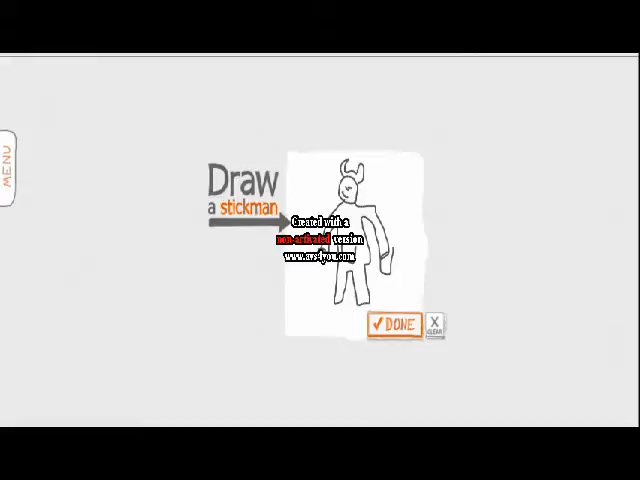 MENU
Draw
a stickman
Created with a
non-activated version
www.avs4you.com
DONE
X
CLEAR